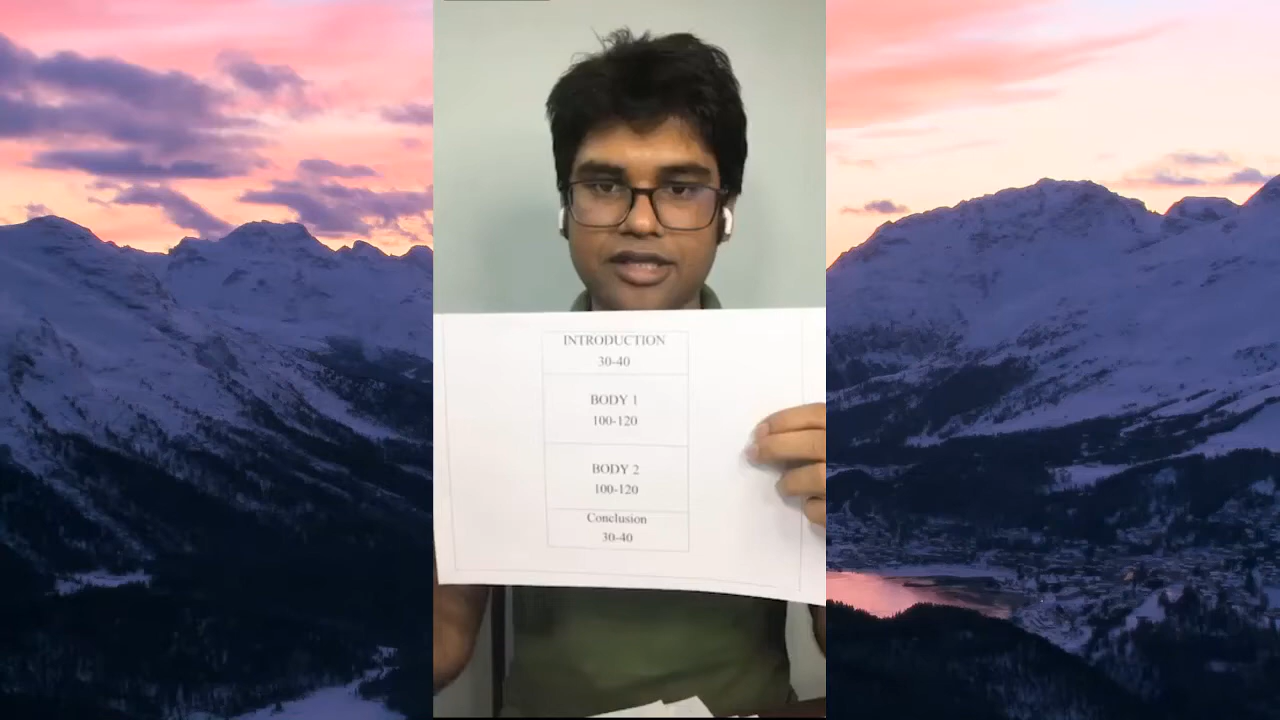 INTRODUCTION
30-40
BODY 1
100-120
BODY 2
100-120
Conclusion
30-40